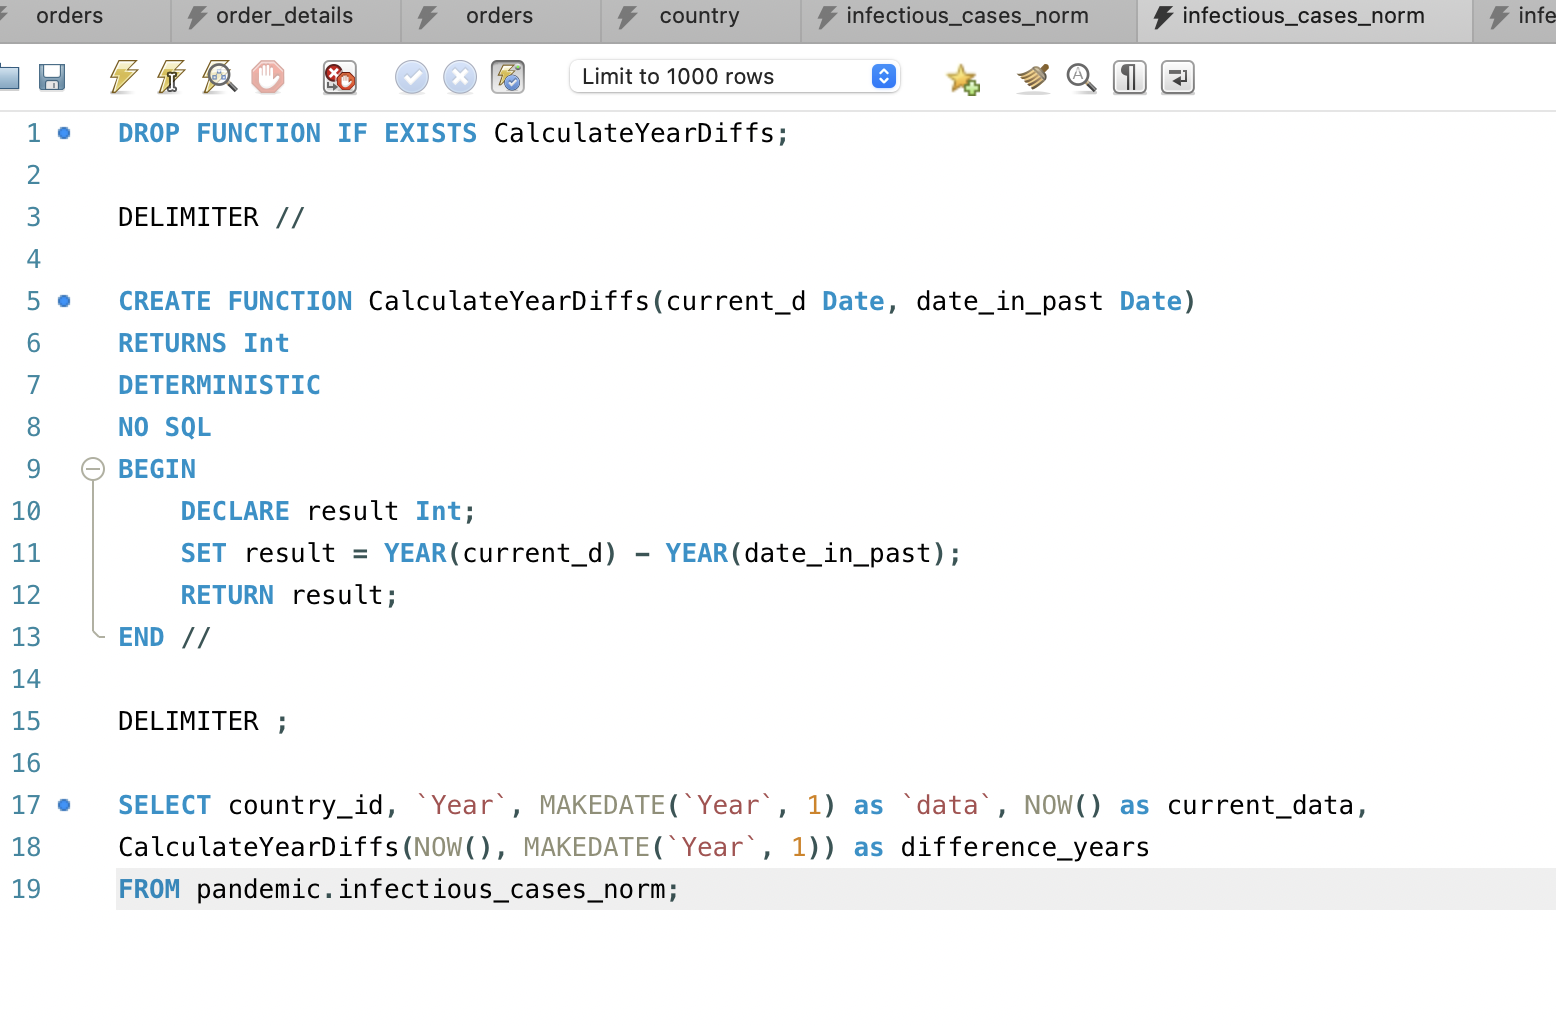 orders order_details orders country infectious_cases_norm infectious_cases_norm infe
Limit to 1000 rows
1 DROP FUNCTION IF EXISTS CalculateYearDiffs;
2
3 DELIMITER //
4
5 CREATE FUNCTION CalculateYearDiffs(current_d Date, date_in_past Date)
6 RETURNS Int
7 DETERMINISTIC
8 NO SQL
9 BEGIN
10 DECLARE result Int;
11 SET result = YEAR(current_d) - YEAR(date_in_past);
12 RETURN result;
13 END //
14
15 DELIMITER ;
16
17 SELECT country_id, `Year`, MAKEDATE(`Year`, 1) as `data`, NOW() as current_data,
18 CalculateYearDiffs(NOW(), MAKEDATE(`Year`, 1)) as difference_years
19 FROM pandemic.infectious_cases_norm;